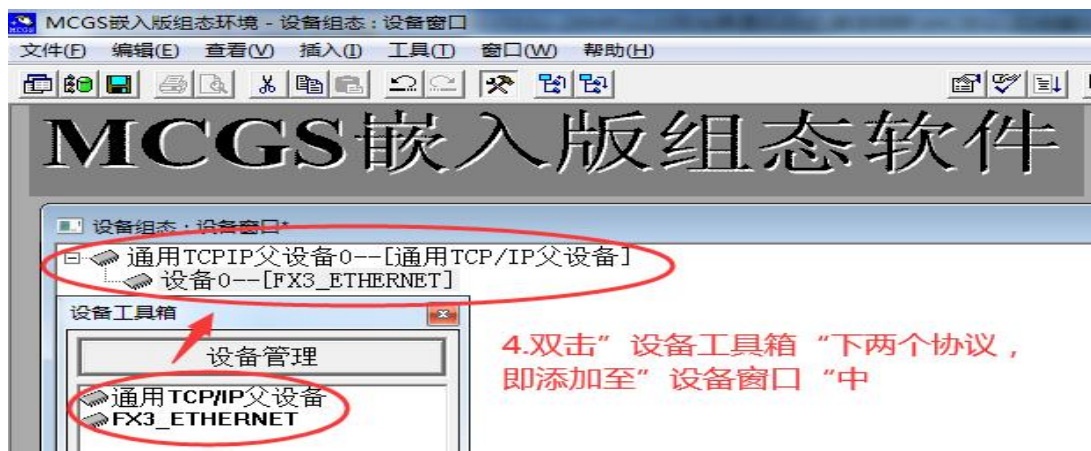 MCGS嵌入版组态环境 - 设备组态：设备窗口
文件(F) 编辑(E) 查看(V) 插入(I) 工具(T) 窗口(W) 帮助(H)
MCGS嵌入版组态软件
设备组态：设备窗口*
通用TCPIP父设备0--[通用TCP/IP父设备]
设备0--[FX3_ETHERNET]
设备工具箱
设备管理
通用TCP/IP父设备
FX3_ETHERNET
4.双击”设备工具箱“下两个协议，
即添加至”设备窗口“中